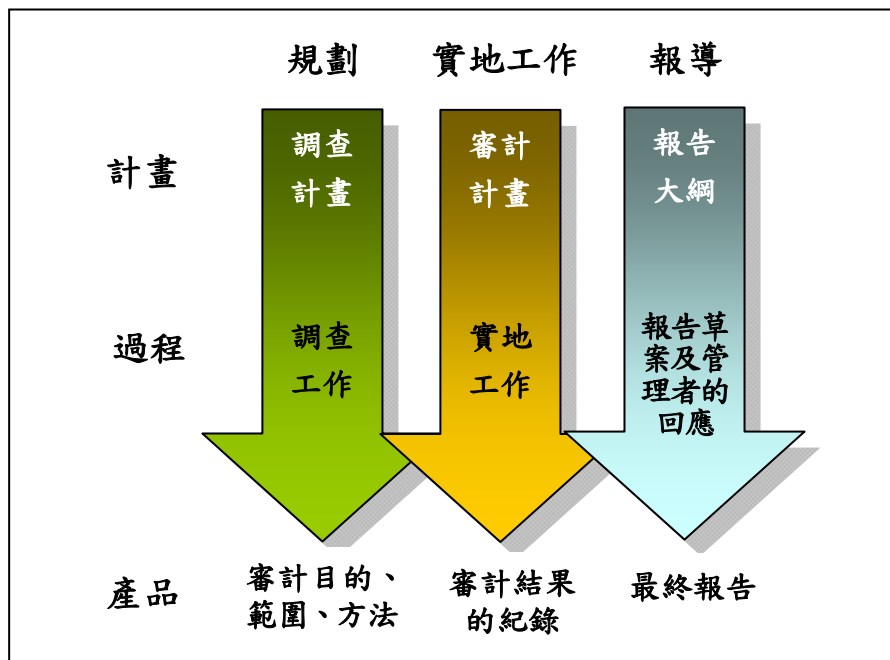 規劃 實地工作 報導
計畫
調查
計畫
審計
計畫
報告
大綱
過程
調查
工作
實地
工作
報告草
案及管
理者的
回應
產品
審計目的、
範圍、方法
審計結果
的紀錄
最終報告